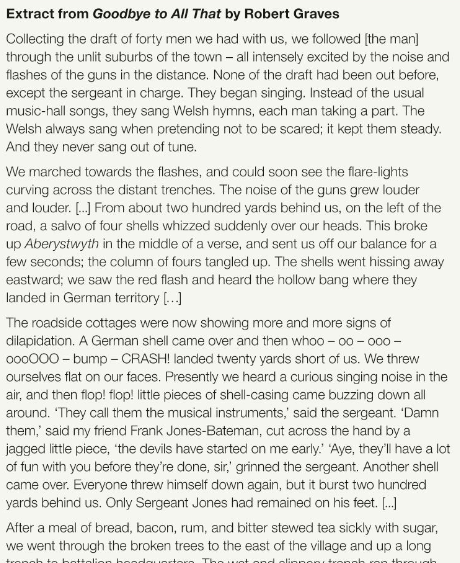 Extract from Goodbye to All That by Robert Graves
Collecting the draft of forty men we had with us, we followed [the man]
through the unlit suburbs of the town – all intensely excited by the noise and
flashes of the guns in the distance. None of the draft had been out before,
except the sergeant in charge. They began singing. Instead of the usual
music-hall songs, they sang Welsh hymns, each man taking a part. The
Welsh always sang when pretending not to be scared; it kept them steady.
And they never sang out of tune.
We marched towards the flashes, and could soon see the flare-lights
curving across the distant trenches. The noise of the guns grew louder
and louder. [...] From about two hundred yards behind us, on the left of the
road, a salvo of four shells whizzed suddenly over our heads. This broke
up Aberystwyth in the middle of a verse, and sent us off our balance for a
few seconds; the column of fours tangled up. The shells went hissing away
eastward; we saw the red flash and heard the hollow bang where they
landed in German territory [...]
The roadside cottages were now showing more and more signs of
dilapidation. A German shell came over and then whoo – oo – ooo –
oooOOO – bump – CRASH! landed twenty yards short of us. We threw
ourselves flat on our faces. Presently we heard a curious singing noise in the
air, and then flop! flop! little pieces of shell-casing came buzzing down all
around. ‘They call them the musical instruments,’ said the sergeant. ‘Damn
them,’ said my friend Frank Jones-Bateman, cut across the hand by a
jagged little piece, ‘the devils have started on me early.’ ‘Aye, they’ll have a lot
of fun with you before they’re done, sir,’ grinned the sergeant. Another shell
came over. Everyone threw himself down again, but it burst two hundred
yards behind us. Only Sergeant Jones had remained on his feet. [...]
After a meal of bread, bacon, rum, and bitter stewed tea sickly with sugar,
we went through the broken trees to the east of the village and up a long
trench to battalion headquarters. The wet and slippery trench ran through